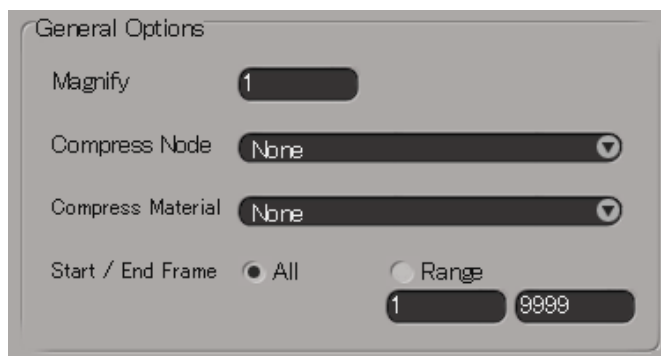 General Options
Magnify 1
Compress Node None
Compress Material None
Start / End Frame All Range
1 9999